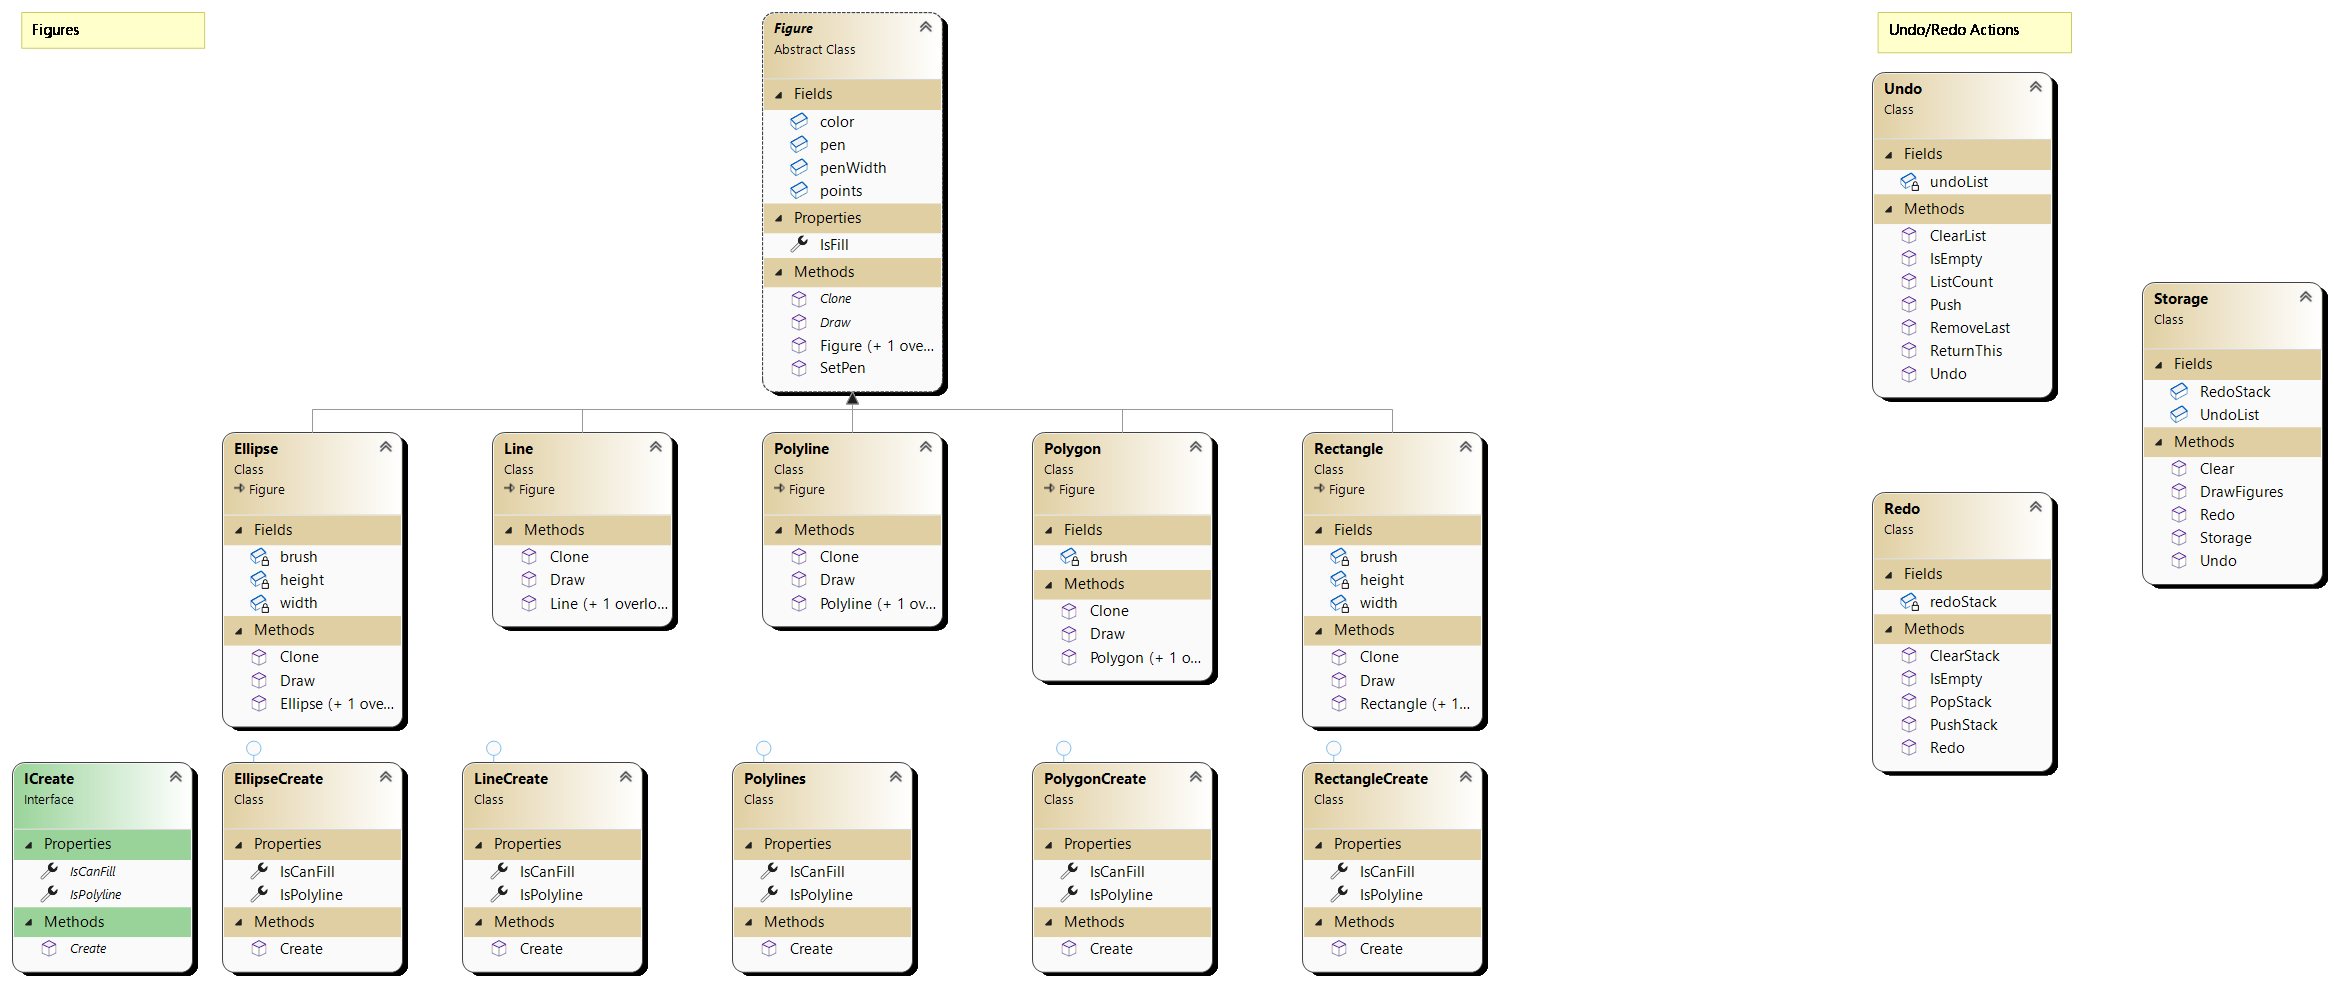 Figures
Figure
Abstract Class
Fields
color
pen
penWidth
points
Properties
IsFill
Methods
Clone
Draw
Figure (+ 1 ove...
SetPen
Ellipse
Class
Figure
Fields
brush
height
width
Methods
Clone
Draw
Ellipse (+ 1 ove...
Line
Class
Figure
Methods
Clone
Draw
Line (+ 1 overlo...
Polyline
Class
Figure
Methods
Clone
Draw
Polyline (+ 1 ov...
Polygon
Class
Figure
Fields
brush
Methods
Clone
Draw
Polygon (+ 1 o...
Rectangle
Class
Figure
Fields
brush
height
width
Methods
Clone
Draw
Rectangle (+ 1...
ICreate
Interface
Properties
IsCanFill
IsPolyline
Methods
Create
EllipseCreate
Class
Properties
IsCanFill
IsPolyline
Methods
Create
LineCreate
Class
Properties
IsCanFill
IsPolyline
Methods
Create
Polylines
Class
Properties
IsCanFill
IsPolyline
Methods
Create
PolygonCreate
Class
Properties
IsCanFill
IsPolyline
Methods
Create
RectangleCreate
Class
Properties
IsCanFill
IsPolyline
Methods
Create
Undo/Redo Actions
Undo
Class
Fields
undoList
Methods
ClearList
IsEmpty
ListCount
Push
RemoveLast
ReturnThis
Undo
Redo
Class
Fields
redoStack
Methods
ClearStack
IsEmpty
PopStack
PushStack
Redo
Storage
Class
Fields
RedoStack
UndoList
Methods
Clear
DrawFigures
Redo
Storage
Undo